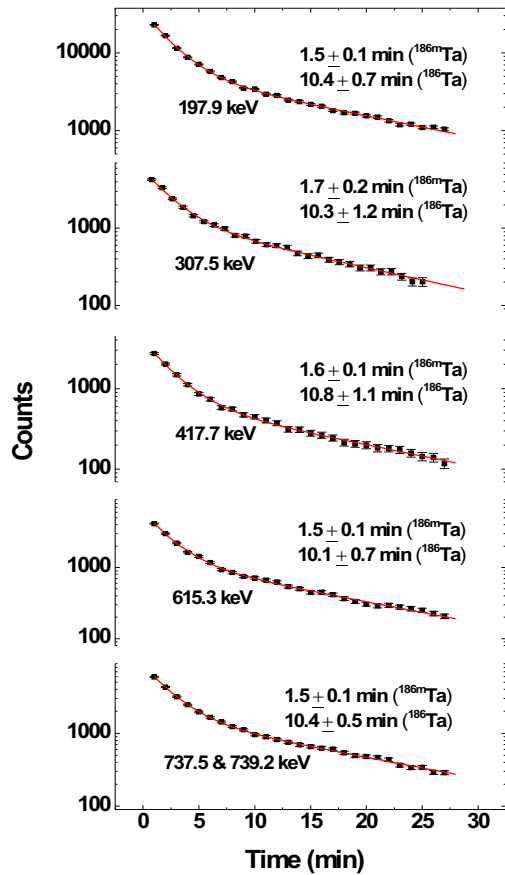 10000
1.5 ± 0.1 min (¹⁸⁶ᵐTa)
10.4 ± 0.7 min (¹⁸⁶Ta)
197.9 keV
1000
1.7 ± 0.2 min (¹⁸⁶ᵐTa)
10.3 ± 1.2 min (¹⁸⁶Ta)
1000
307.5 keV
100
1.6 ± 0.1 min (¹⁸⁶ᵐTa)
10.8 ± 1.1 min (¹⁸⁶Ta)
1000
417.7 keV
100
Counts
1.5 ± 0.1 min (¹⁸⁶ᵐTa)
10.1 ± 0.7 min (¹⁸⁶Ta)
1000
615.3 keV
100
1.5 ± 0.1 min (¹⁸⁶ᵐTa)
10.4 ± 0.5 min (¹⁸⁶Ta)
1000
737.5 & 739.2 keV
100
0 5 10 15 20 25 30
Time (min)